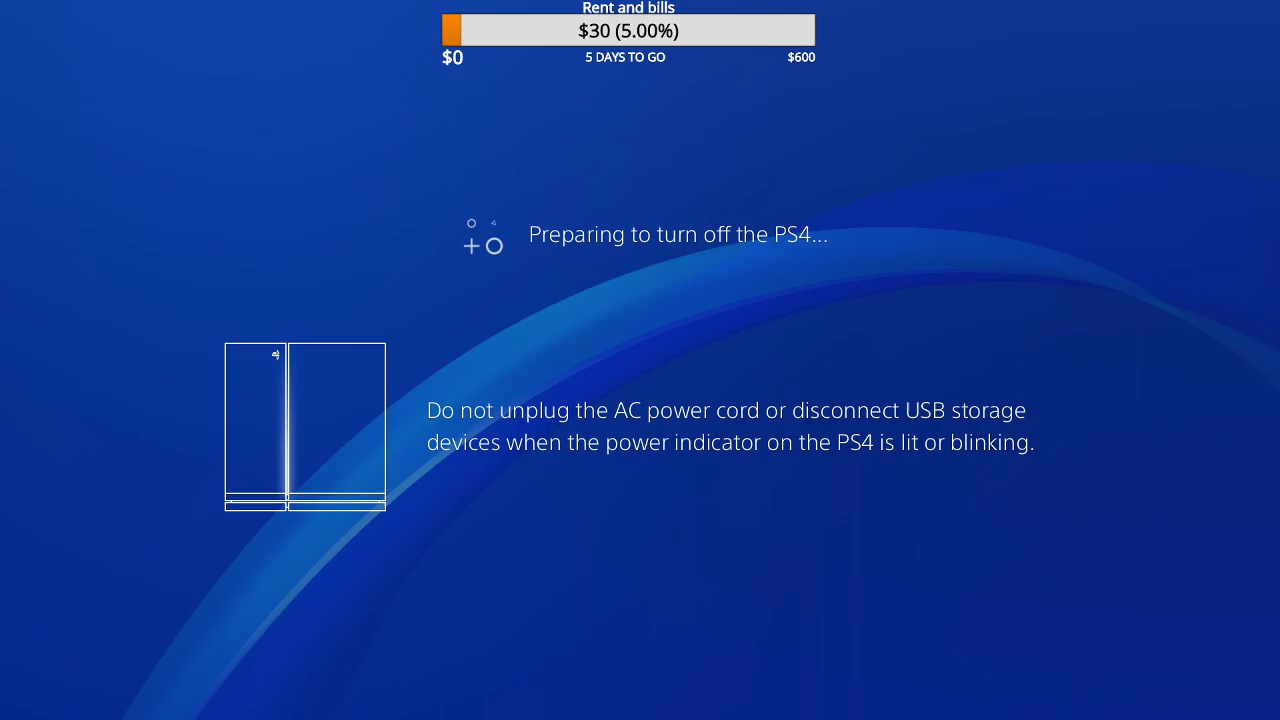 Rent and bills
$30 (5.00%)
$0 5 DAYS TO GO $600
Preparing to turn off the PS4...
Do not unplug the AC power cord or disconnect USB storage
devices when the power indicator on the PS4 is lit or blinking.